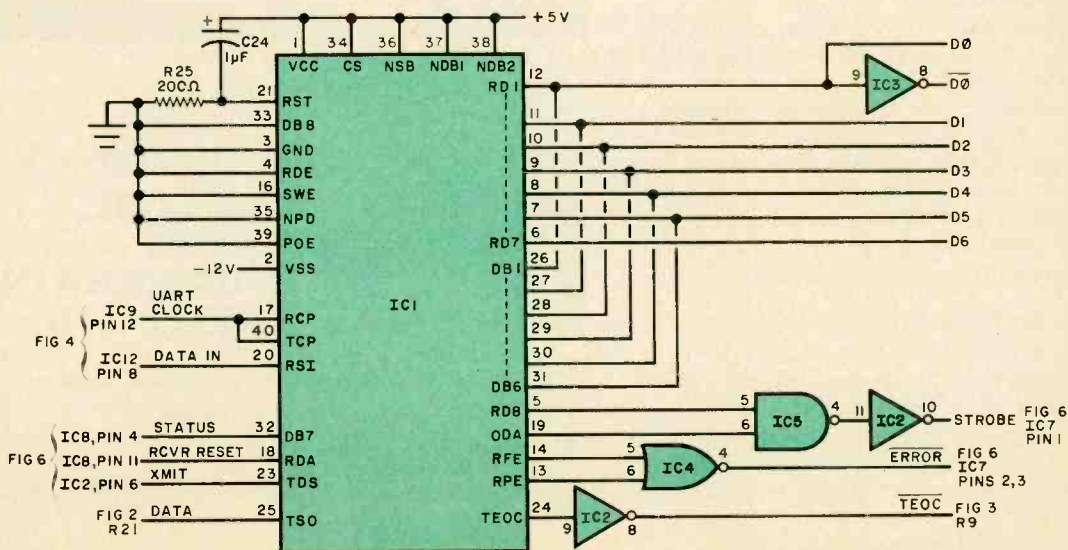 + 5V
+
C24
1µF
1 34 36 37 38
VCC CS NSB NDB1 NDB2
R25
200Ω
12 RD1
DØ
9 IC3 8 DØ
21 RST
33 DB8
3 GND
4 RDE
16 SWE
35 NPD
39 POE
2 VSS
-12V
11 D1
10 D2
9 D3
8 D4
7 D5
6 RD7 D6
26 DB1
27
28
29
30
31 DB6
IC1
FIG 4
IC9 PIN 12
UART CLOCK
17 RCP
40 TCP
IC12 PIN 8
DATA IN
20 RSI
5 RD8
19 ODA
5 6 IC5 4
11 IC2 10
STROBE
FIG 6
IC7
PIN 1
FIG 6
IC8, PIN 4 STATUS 32 DB7
IC8, PIN 11 RCVR RESET 18 RDA
IC2, PIN 6 XMIT 23 TDS
14 RFE
13 RPE
5 6 IC4 4
ERROR
FIG 6
IC7
PINS 2,3
FIG 2
R21
DATA
25 TSO
24 TEOC
9 IC2 8
TEOC
FIG 3
R9